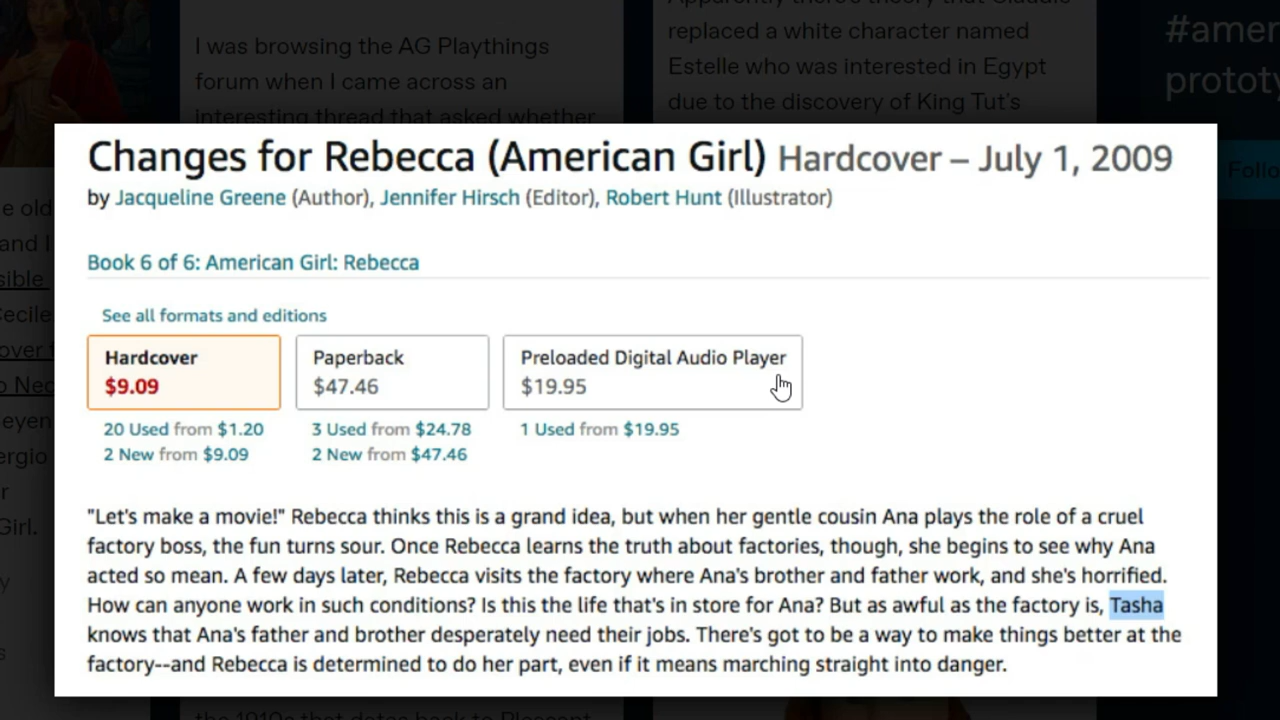 I was browsing the AG Playthings
forum when I came across an
interesting thread that asked whether
replaced a white character named
Estelle who was interested in Egypt
due to the discovery of King Tut's
#amer
prototy
Follo
Changes for Rebecca (American Girl) Hardcover – July 1, 2009
by Jacqueline Greene (Author), Jennifer Hirsch (Editor), Robert Hunt (Illustrator)
Book 6 of 6: American Girl: Rebecca
See all formats and editions
Hardcover
$9.09
20 Used from $1.20
2 New from $9.09
Paperback
$47.46
3 Used from $24.78
2 New from $47.46
Preloaded Digital Audio Player
$19.95
1 Used from $19.95
"Let's make a movie!" Rebecca thinks this is a grand idea, but when her gentle cousin Ana plays the role of a cruel
factory boss, the fun turns sour. Once Rebecca learns the truth about factories, though, she begins to see why Ana
acted so mean. A few days later, Rebecca visits the factory where Ana's brother and father work, and she's horrified.
How can anyone work in such conditions? Is this the life that's in store for Ana? But as awful as the factory is, Tasha
knows that Ana's father and brother desperately need their jobs. There's got to be a way to make things better at the
factory--and Rebecca is determined to do her part, even if it means marching straight into danger.